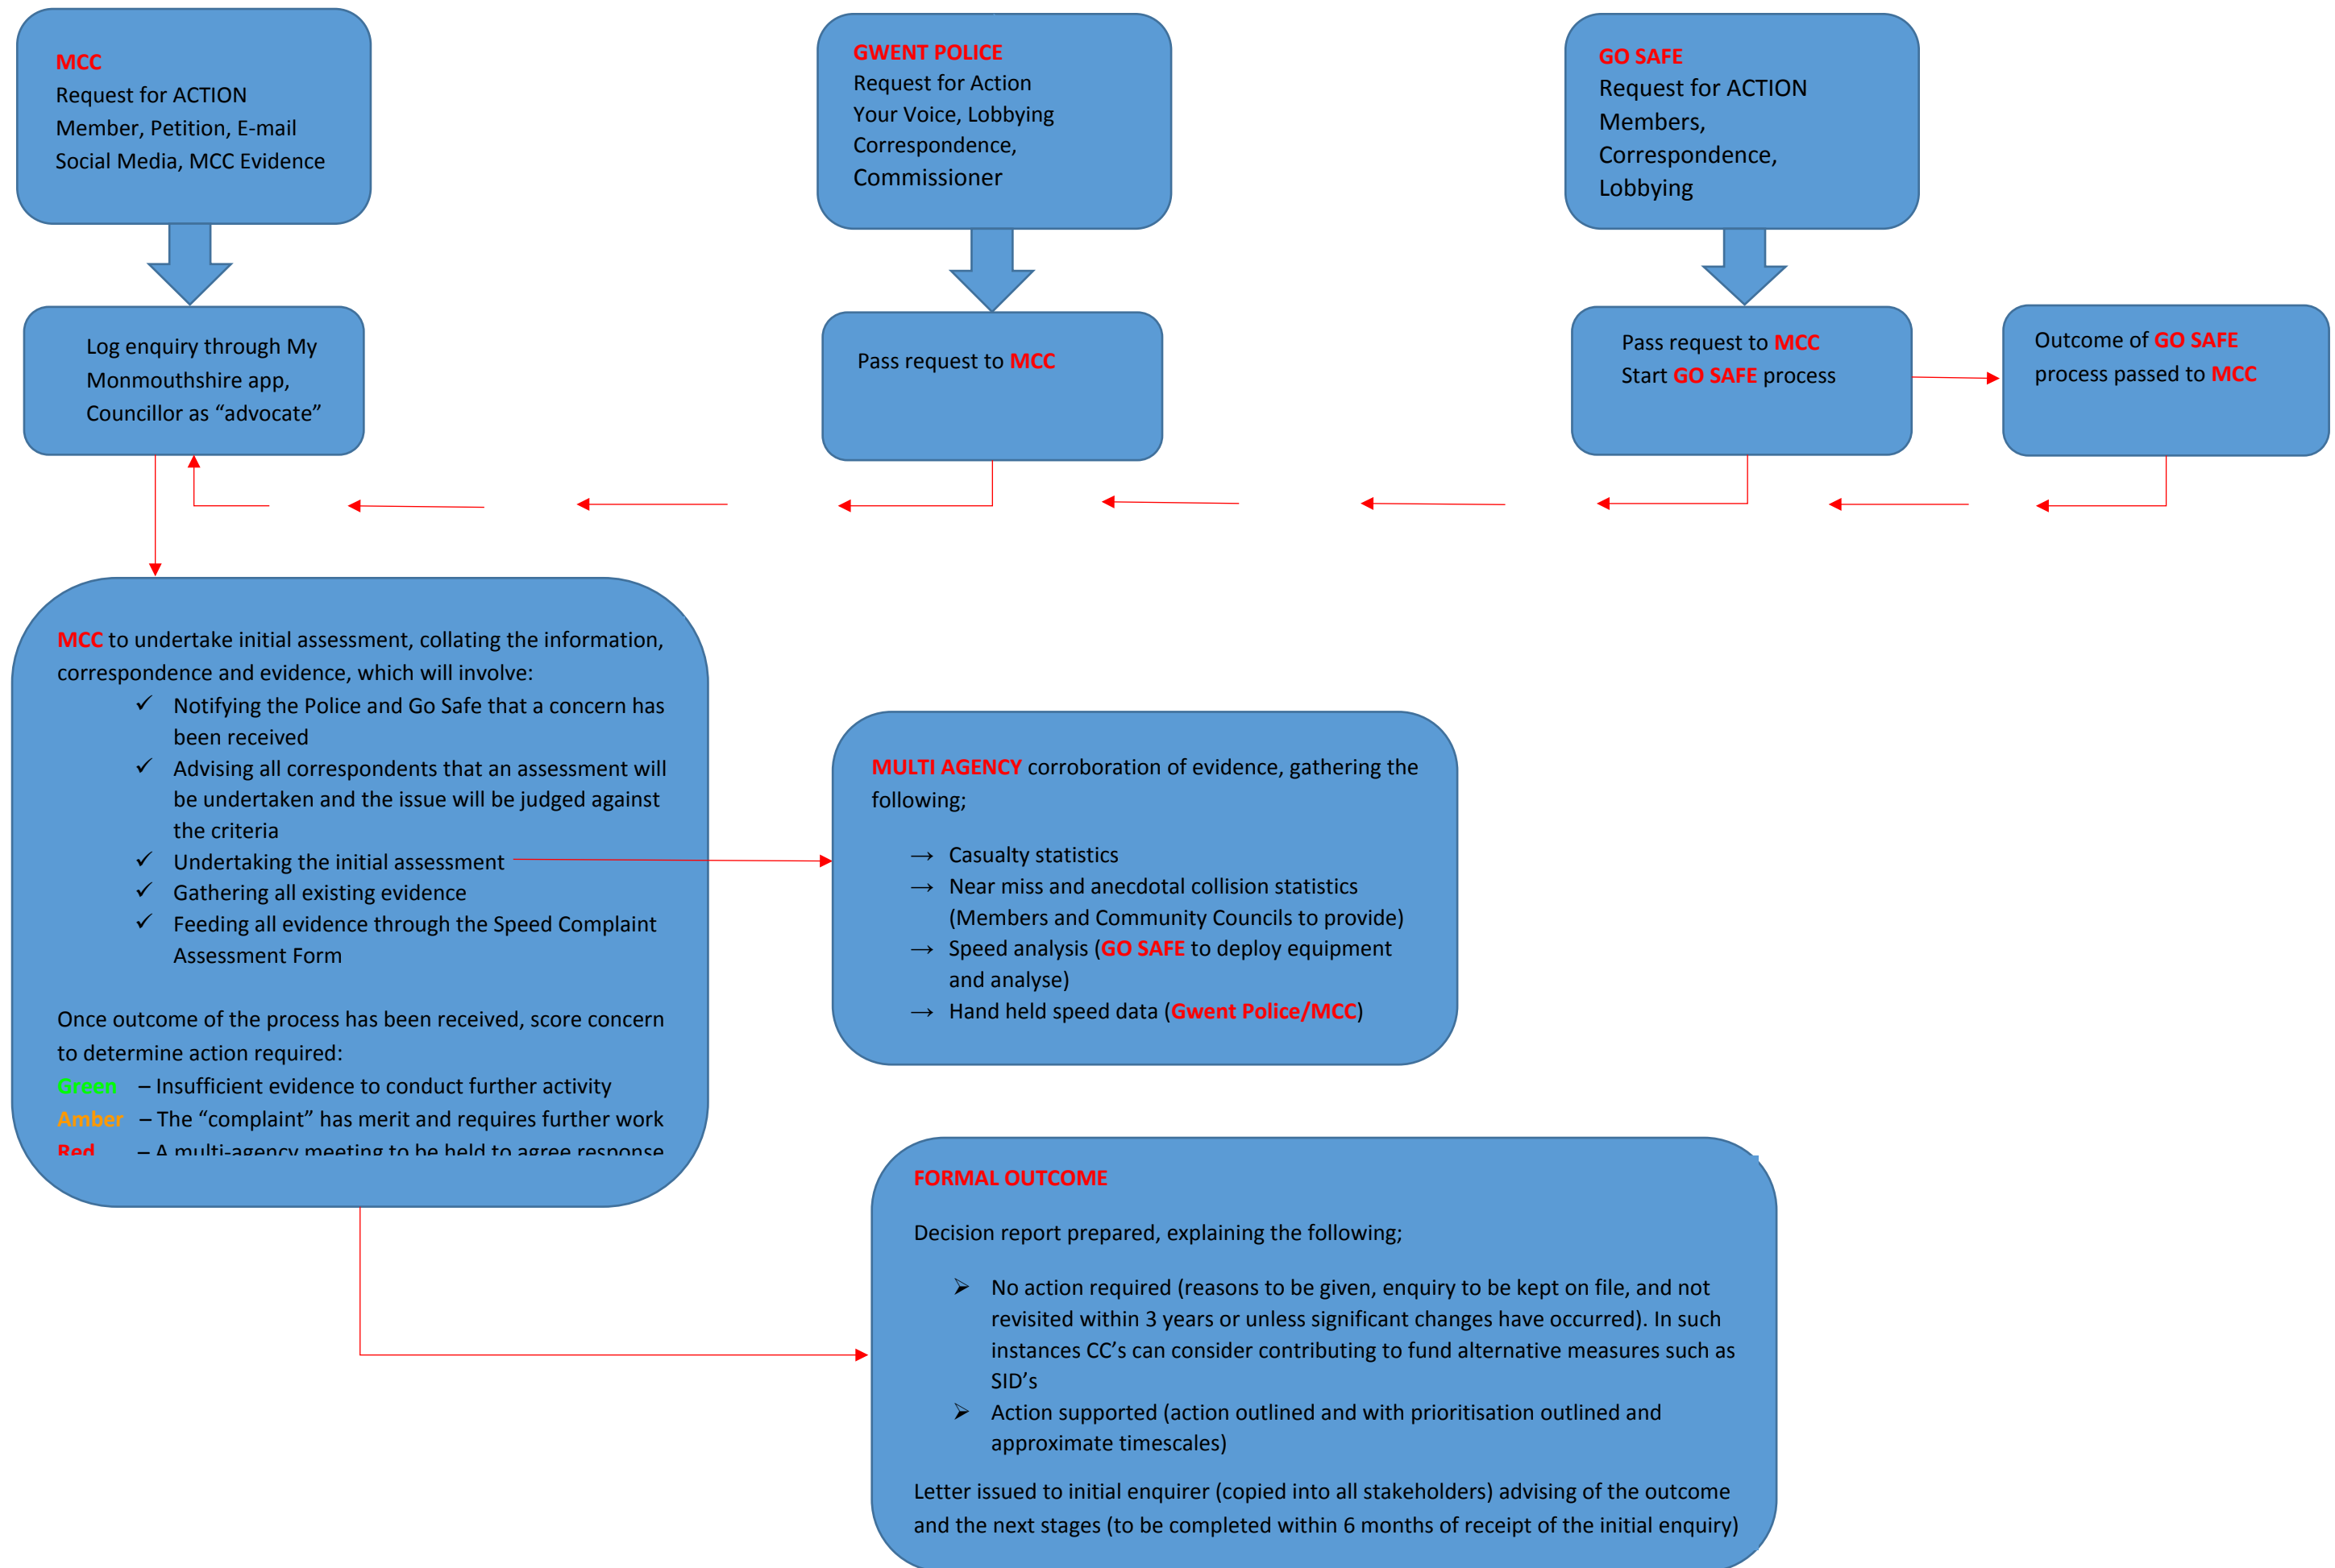 MCC
Request for ACTION
Member, Petition, E-mail
Social Media, MCC Evidence
GWENT POLICE
Request for Action
Your Voice, Lobbying
Correspondence,
Commissioner
GO SAFE
Request for ACTION
Members,
Correspondence,
Lobbying
Log enquiry through My
Monmouthshire app,
Councillor as “advocate”
Pass request to MCC
Pass request to MCC
Start GO SAFE process
Outcome of GO SAFE
process passed to MCC
MCC to undertake initial assessment, collating the information,
correspondence and evidence, which will involve:
✓ Notifying the Police and Go Safe that a concern has
been received
✓ Advising all correspondents that an assessment will
be undertaken and the issue will be judged against
the criteria
✓ Undertaking the initial assessment
✓ Gathering all existing evidence
✓ Feeding all evidence through the Speed Complaint
Assessment Form
Once outcome of the process has been received, score concern
to determine action required:
Green – Insufficient evidence to conduct further activity
Amber – The “complaint” has merit and requires further work
Red – A multi-agency meeting to be held to agree response
MULTI AGENCY corroboration of evidence, gathering the
following;
→ Casualty statistics
→ Near miss and anecdotal collision statistics
(Members and Community Councils to provide)
→ Speed analysis (GO SAFE to deploy equipment
and analyse)
→ Hand held speed data (Gwent Police/MCC)
FORMAL OUTCOME
Decision report prepared, explaining the following;
➢ No action required (reasons to be given, enquiry to be kept on file, and not
revisited within 3 years or unless significant changes have occurred). In such
instances CC’s can consider contributing to fund alternative measures such as
SID’s
➢ Action supported (action outlined and with prioritisation outlined and
approximate timescales)
Letter issued to initial enquirer (copied into all stakeholders) advising of the outcome
and the next stages (to be completed within 6 months of receipt of the initial enquiry)